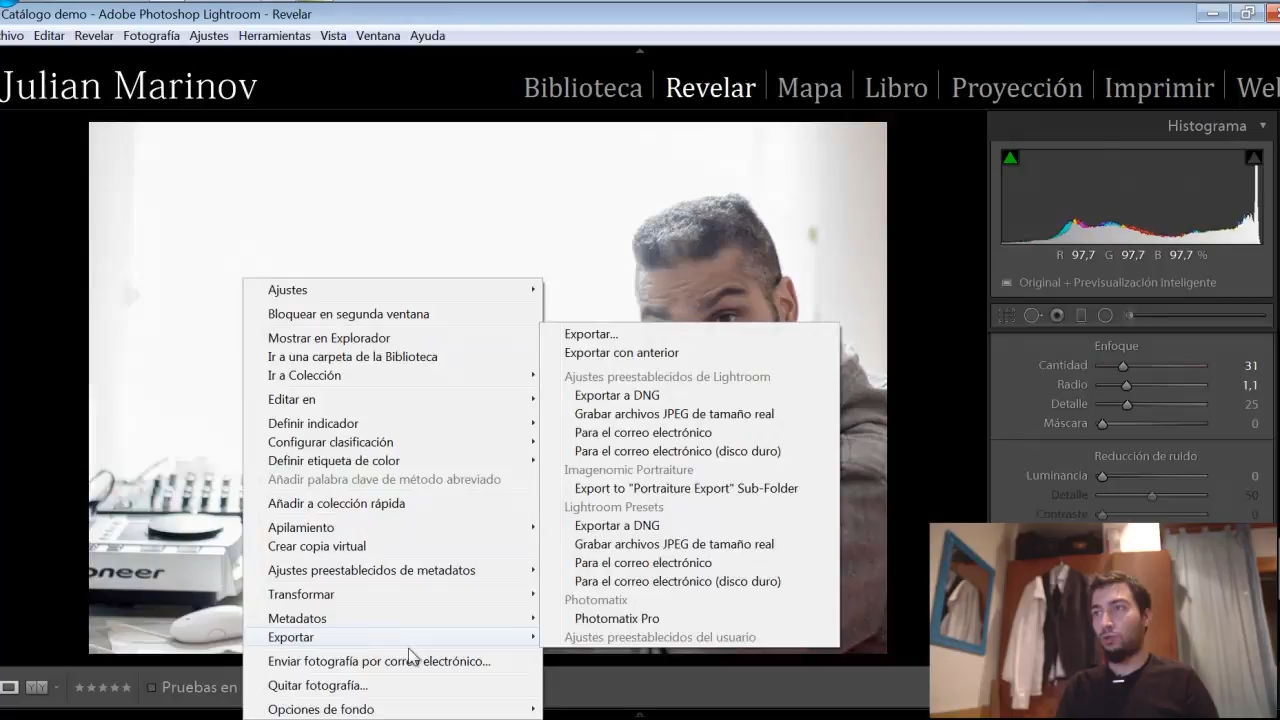 Catálogo demo - Adobe Photoshop Lightroom - Revelar
hivo Editar Revelar Fotografía Ajustes Herramientas Vista Ventana Ayuda
Julian Marinov
Biblioteca Revelar Mapa Libro Proyección Imprimir Web
Histograma
R 97,7 G 97,7 B 97,7 %
Original + Previsualización inteligente
Enfoque
Cantidad 31
Radio 1,1
Detalle 25
Máscara 0
Reducción de ruido
Luminancia 0
Detalle 50
Contraste 0
Ajustes
Bloquear en segunda ventana
Mostrar en Explorador
Ir a una carpeta de la Biblioteca
Ir a Colección
Editar en
Definir indicador
Configurar clasificación
Definir etiqueta de color
Añadir palabra clave de método abreviado
Añadir a colección rápida
Apilamiento
Crear copia virtual
Ajustes preestablecidos de metadatos
Transformar
Metadatos
Exportar
Enviar fotografía por correo electrónico...
Quitar fotografía...
Opciones de fondo
Exportar...
Exportar con anterior
Ajustes preestablecidos de Lightroom
Exportar a DNG
Grabar archivos JPEG de tamaño real
Para el correo electrónico
Para el correo electrónico (disco duro)
Imagenomic Portraiture
Export to "Portraiture Export" Sub-Folder
Lightroom Presets
Exportar a DNG
Grabar archivos JPEG de tamaño real
Para el correo electrónico
Para el correo electrónico (disco duro)
Photomatix
Photomatix Pro
Ajustes preestablecidos del usuario
oneer
YY
Pruebas en